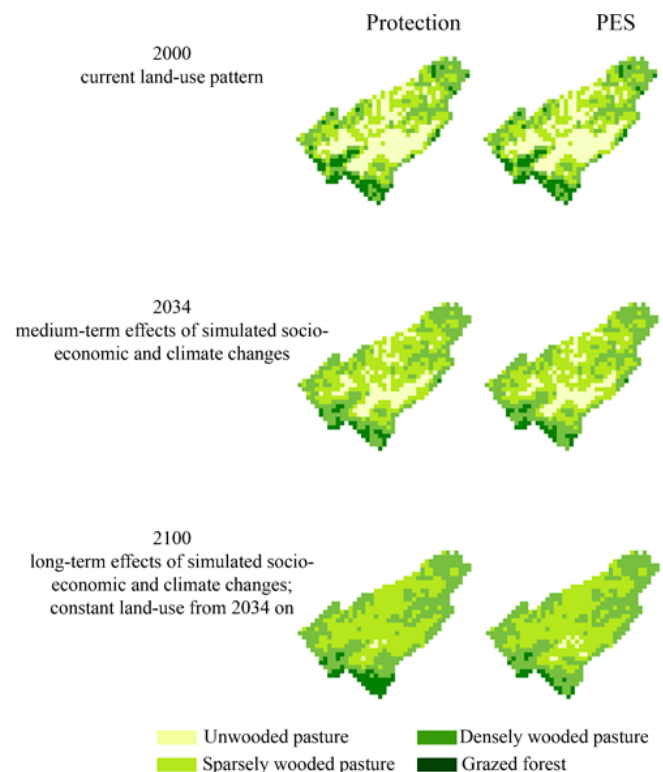 Protection PES
2000
current land-use pattern
2034
medium-term effects of simulated socio-
economic and climate changes
2100
long-term effects of simulated socio-
economic and climate changes;
constant land-use from 2034 on
Unwooded pasture Densely wooded pasture
Sparsely wooded pasture Grazed forest